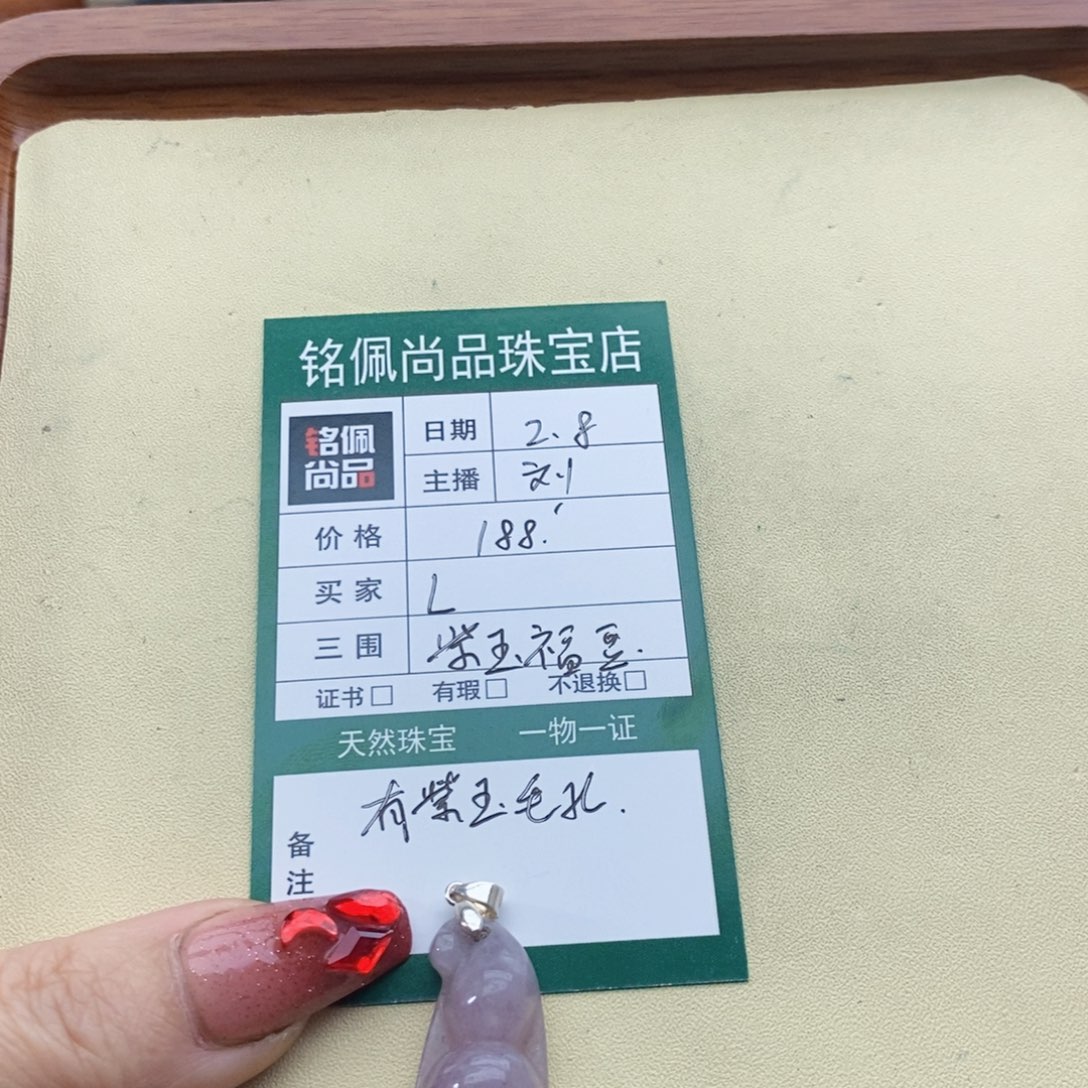 铭佩尚品珠宝店
铭佩
尚品
日期 2.8
主播 刘
价格 188.
买家 L
三围 紫玉福豆.
证书□ 有瑕□ 不退换□
天然珠宝 一物一证
有紫玉毛孔.
备注